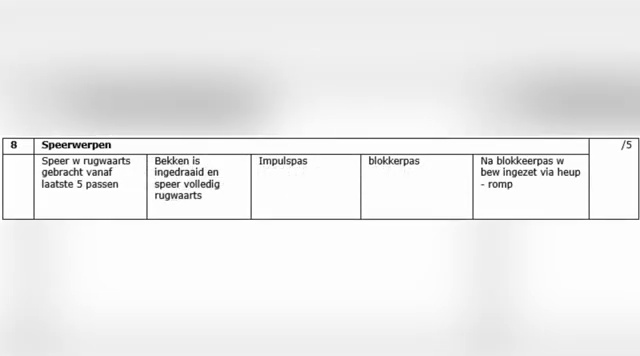 8 Speerwerpen /5
Speer w rugwaarts
gebracht vanaf
laatste 5 passen
Bekken is
ingedraaid en
speer volledig
rugwaarts
Impulspas
blokkerpas
Na blokkeerpas w
bew ingezet via heup
- romp